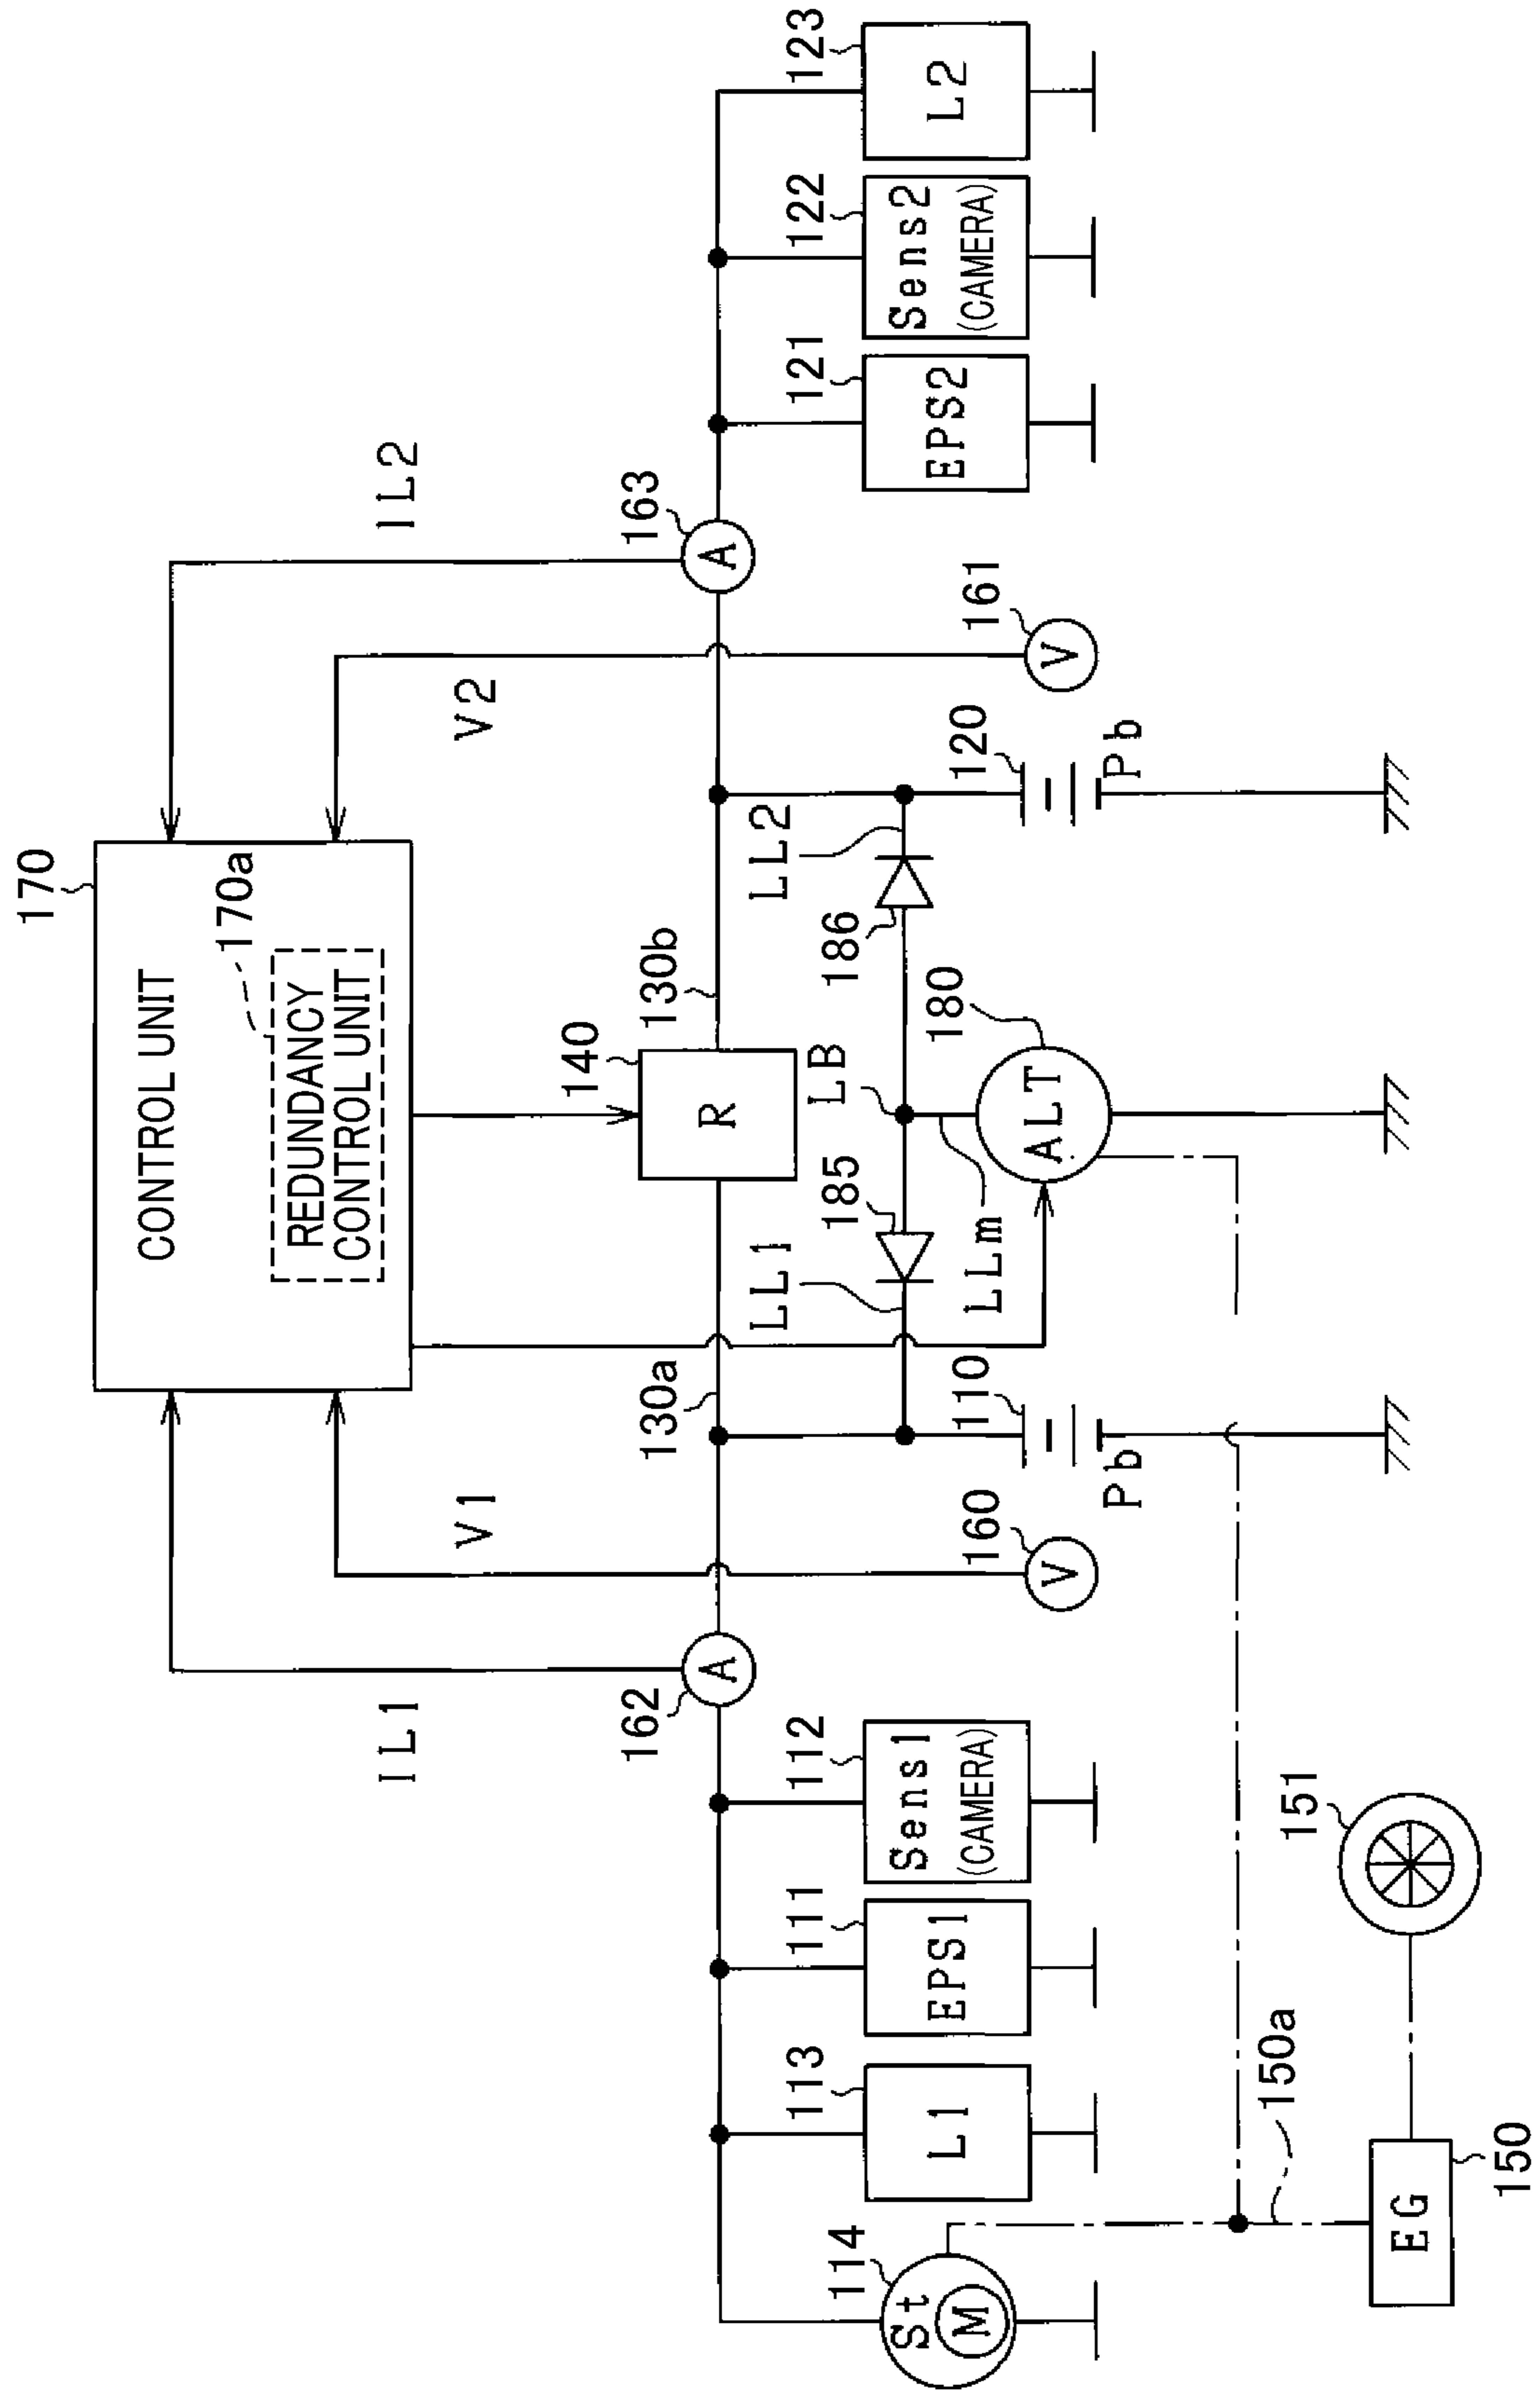 170
CONTROL UNIT
170a
REDUNDANCY
CONTROL UNIT
IL1
V1
V2
IL2
162
A
130a
140
R
130b
163
A
114
St
M
113
L1
111
EPS1
112
Sens1
(CAMERA)
160
V
110
Pb
LL1
185
LLm
LB
180
ALT
186
LL2
120
Pb
161
V
121
EPS2
122
Sens2
(CAMERA)
123
L2
150a
EG
150
151